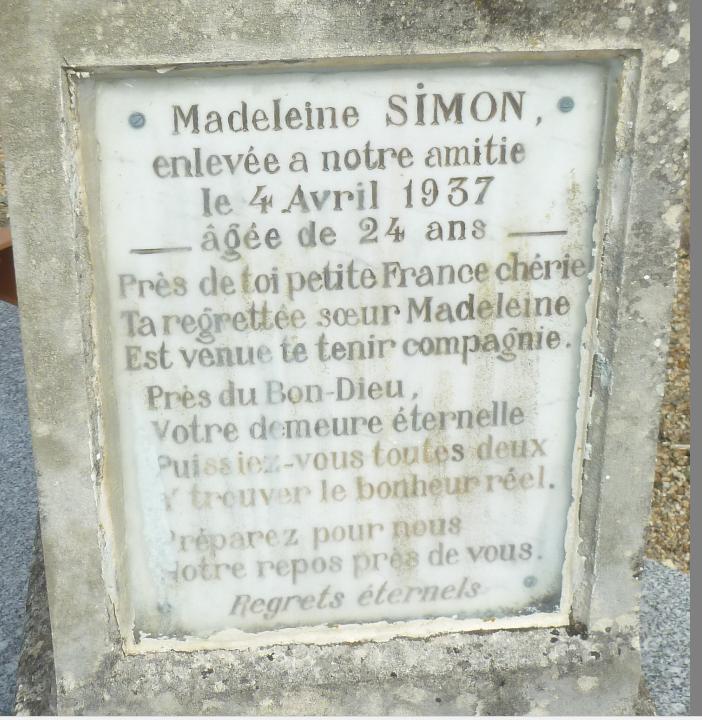 Madeleine SIMON,
enlevée a notre amitie
le 4 Avril 1937
âgée de 24 ans
Près de toi petite France chérie
Ta regrettée sœur Madeleine
Est venue te tenir compagnie.
Près du Bon-Dieu,
Votre demeure éternelle
Puissiez-vous toutes deux
Y trouver le bonheur réel.
Préparez pour nous
Notre repos près de vous.
Regrets éternels